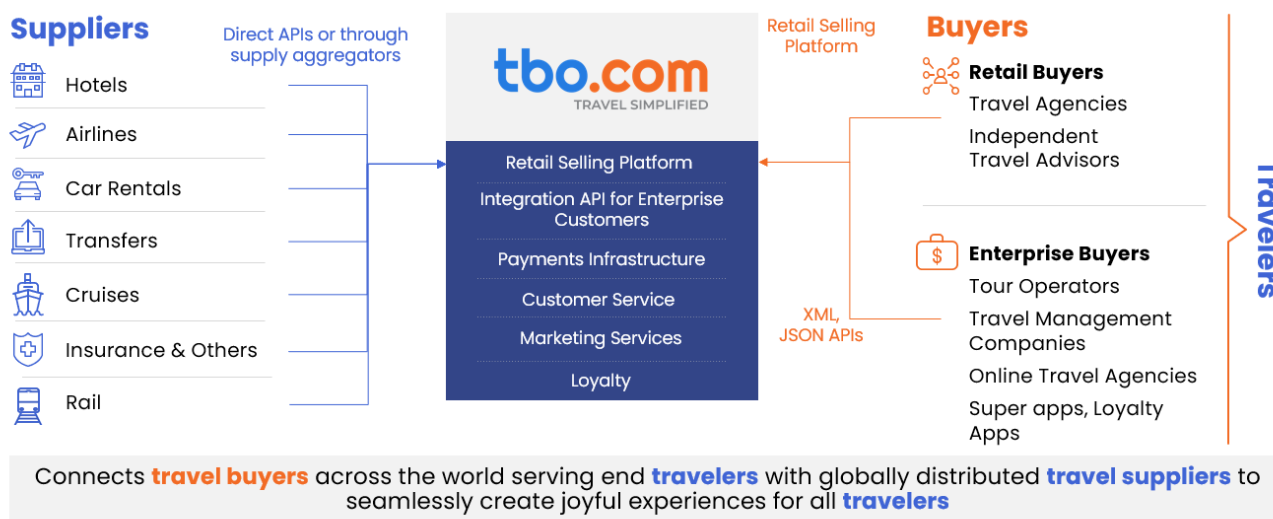 Suppliers
Direct APIs or through
supply aggregators
Hotels
Airlines
Car Rentals
Transfers
Cruises
Insurance & Others
Rail
tbo.com
TRAVEL SIMPLIFIED
Retail Selling Platform
Integration API for Enterprise
Customers
Payments Infrastructure
Customer Service
Marketing Services
Loyalty
Retail Selling
Platform
XML,
JSON APIs
Buyers
Retail Buyers
Travel Agencies
Independent
Travel Advisors
$
Enterprise Buyers
Tour Operators
Travel Management
Companies
Online Travel Agencies
Super apps, Loyalty
Apps
Travelers
Connects travel buyers across the world serving end travelers with globally distributed travel suppliers to
seamlessly create joyful experiences for all travelers